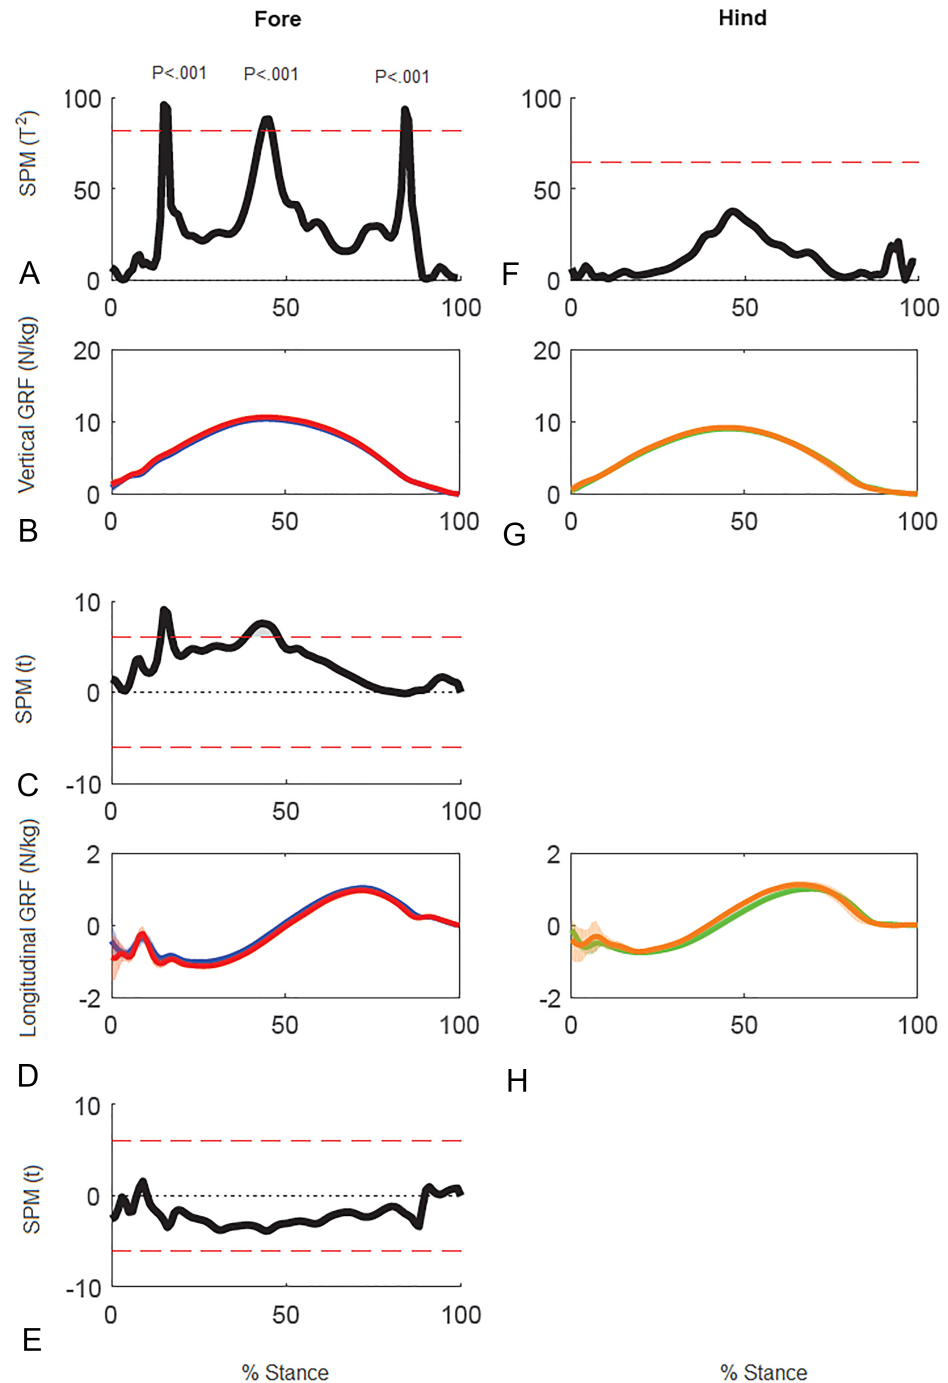 Fore
Hind
P<.001 P<.001 P<.001
SPM (T²)
100
50
0
0 50 100
A
100
50
0
0 50 100
F
Vertical GRF (N/kg)
20
10
0
0 50 100
B
20
10
0
0 50 100
G
SPM (t)
10
0
-10
0 50 100
C
Longitudinal GRF (N/kg)
2
0
-2
0 50 100
D
2
0
-2
0 50 100
H
SPM (t)
10
0
-10
0 50 100
E
% Stance
% Stance